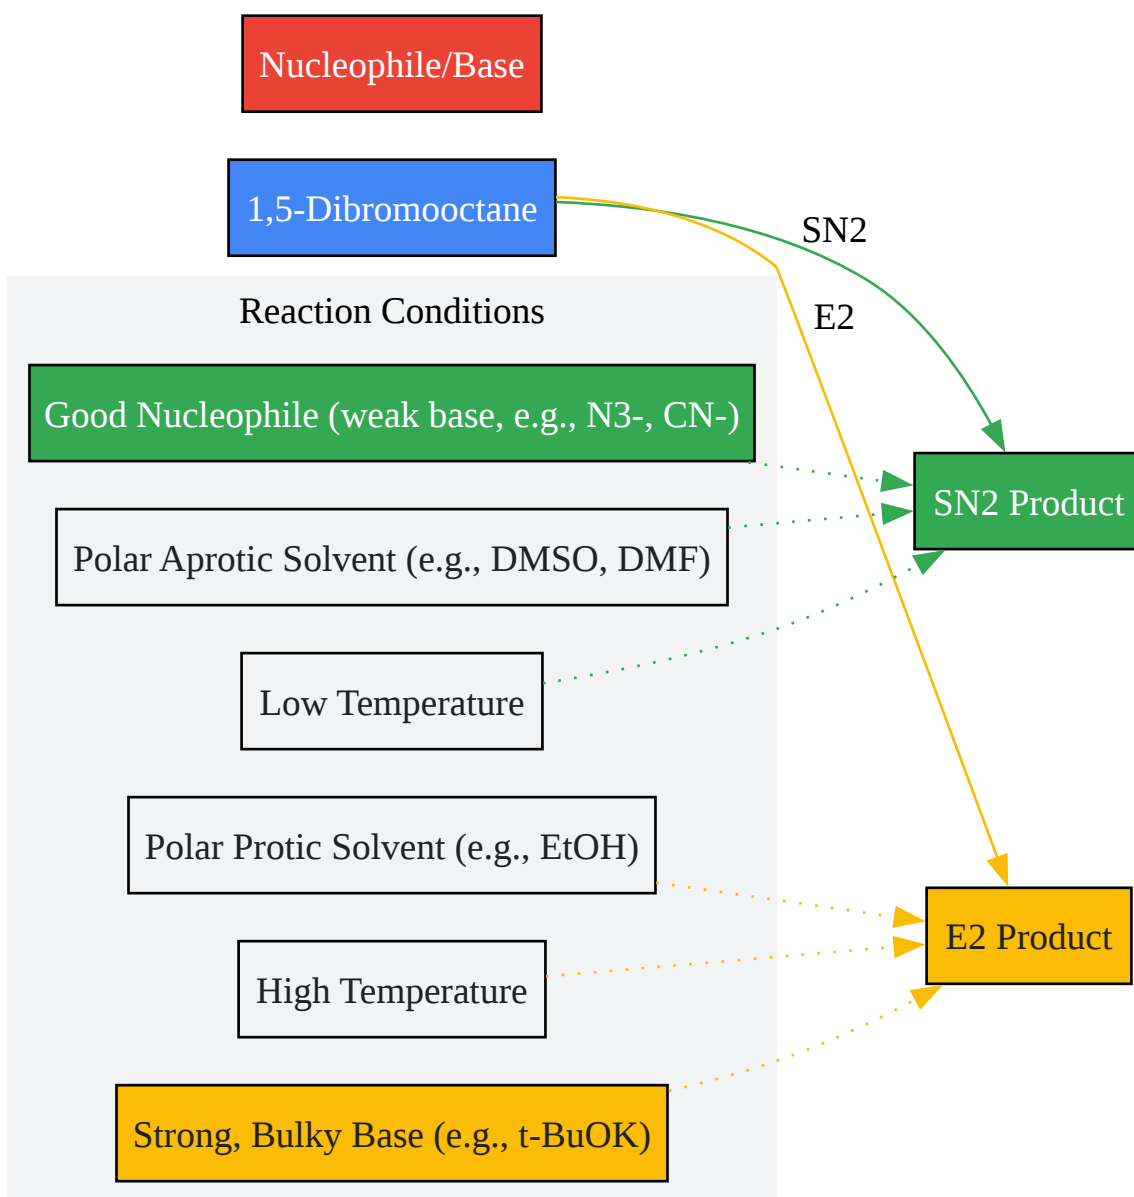 Nucleophile/Base
1,5-Dibromooctane
SN2
Reaction Conditions
E2
Good Nucleophile (weak base, e.g., N3-, CN-)
SN2 Product
Polar Aprotic Solvent (e.g., DMSO, DMF)
Low Temperature
Polar Protic Solvent (e.g., EtOH)
E2 Product
High Temperature
Strong, Bulky Base (e.g., t-BuOK)